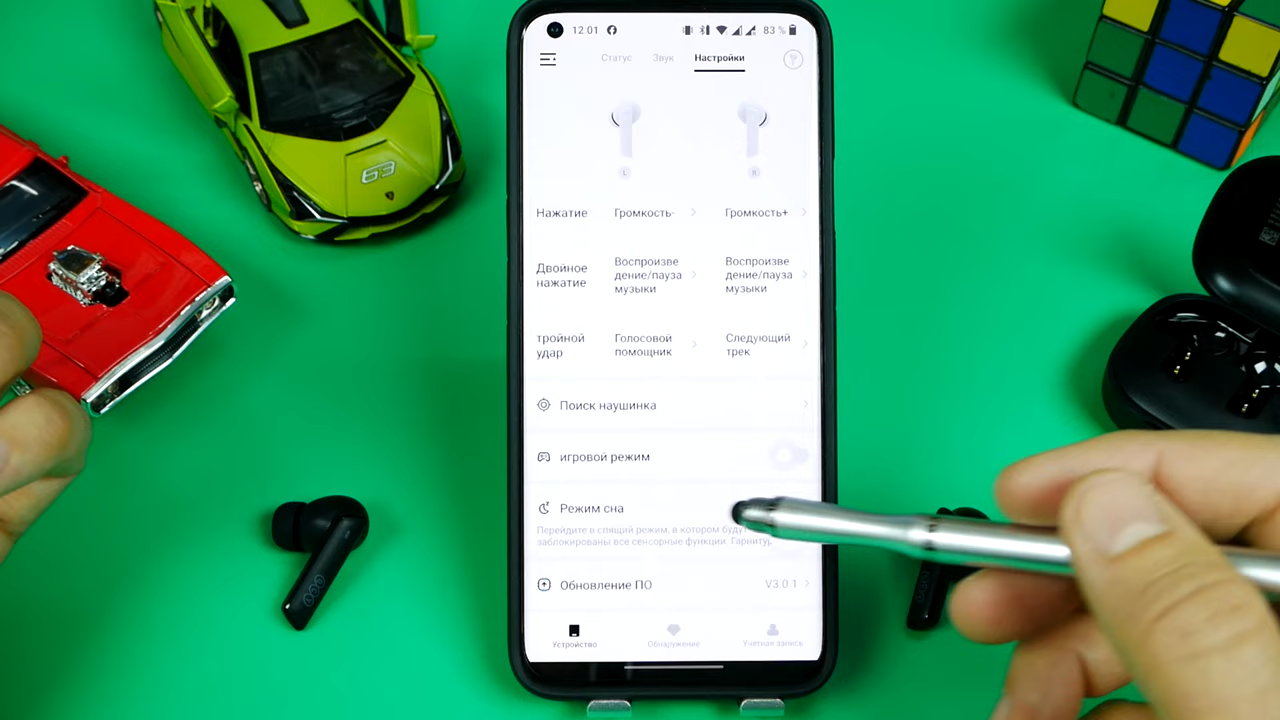 12:01
83 %
Статус Звук Настройки
L R
Нажатие Громкость- Громкость+
Двойное нажатие
Воспроизве
дение/пауза
музыки
Воспроизве
дение/пауза
музыки
тройной
удар
Голосовой
помощник
Следующий
трек
Поиск наушника
игровой режим
Режим сна
Перейдите в спящий режим, в котором будут
заблокированы все сенсорные функции. Гарнитур
Обновление ПО V3.0.1
Устройство Обнаружение Учетная запись
63